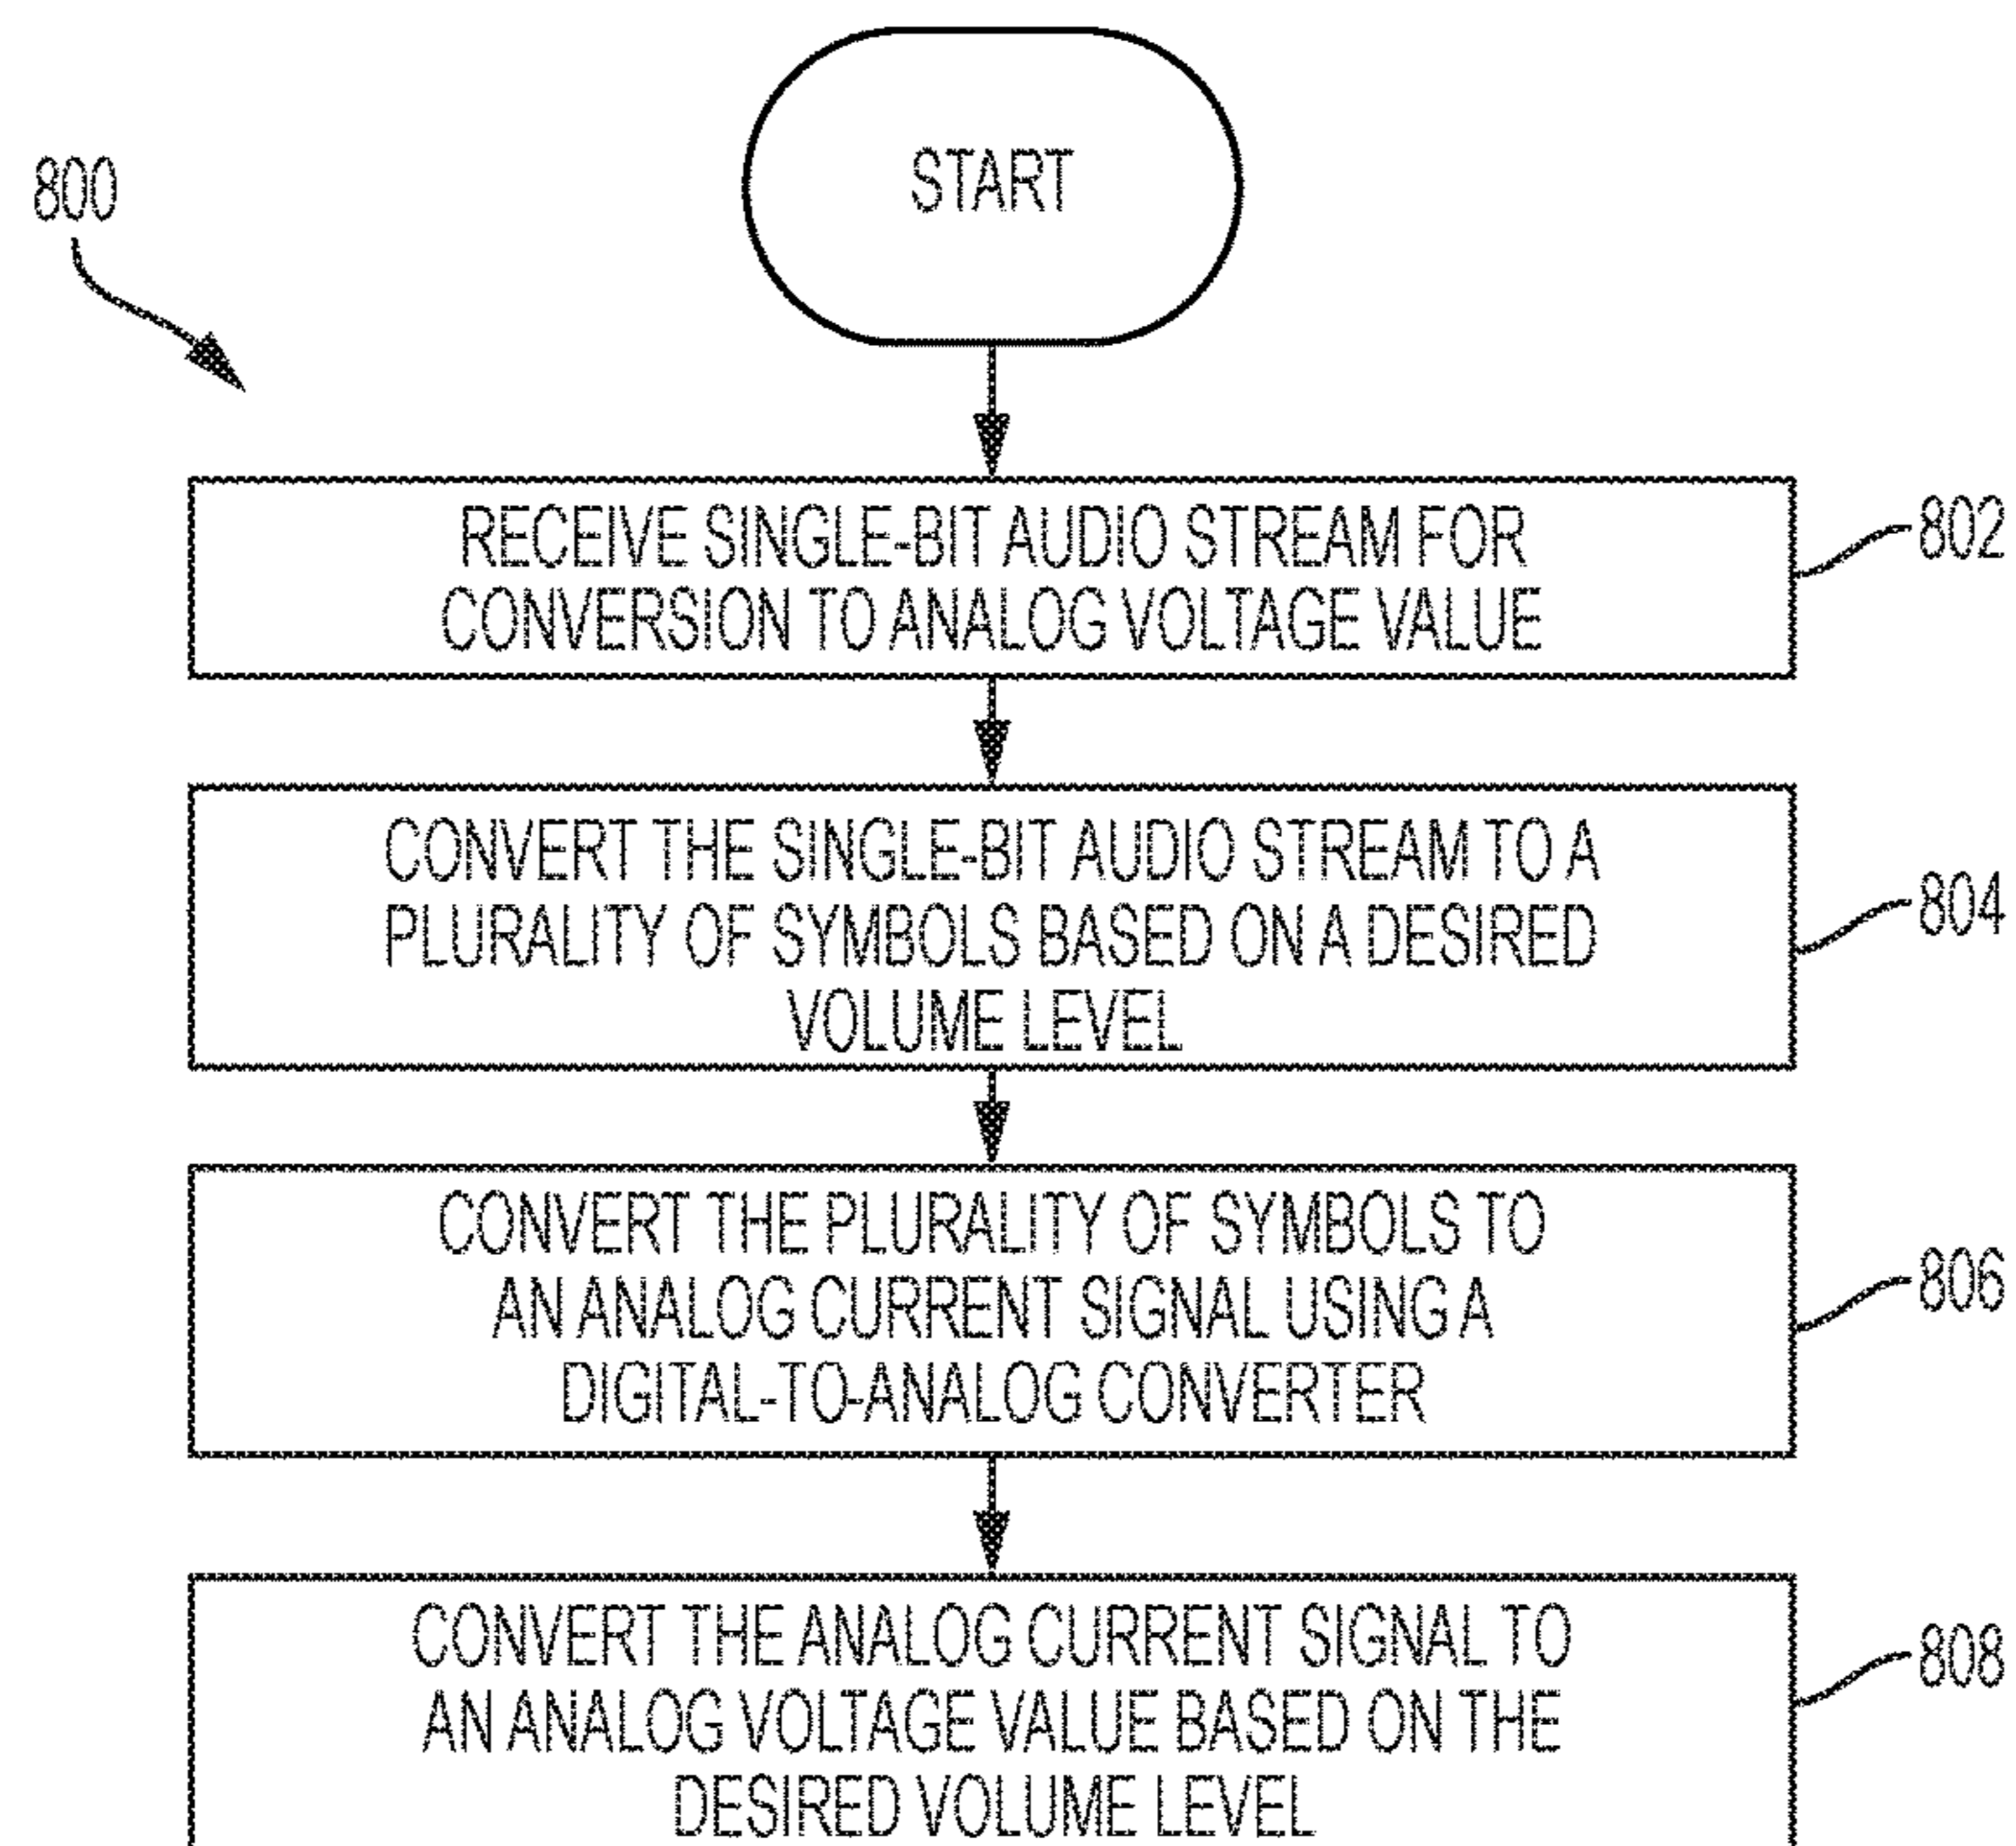 START
800
RECEIVE SINGLE-BIT AUDIO STREAM FOR
CONVERSION TO ANALOG VOLTAGE VALUE
802
CONVERT THE SINGLE-BIT AUDIO STREAM TO A
PLURALITY OF SYMBOLS BASED ON A DESIRED
VOLUME LEVEL
804
CONVERT THE PLURALITY OF SYMBOLS TO
AN ANALOG CURRENT SIGNAL USING A
DIGITAL-TO-ANALOG CONVERTER
806
CONVERT THE ANALOG CURRENT SIGNAL TO
AN ANALOG VOLTAGE VALUE BASED ON THE
DESIRED VOLUME LEVEL
808